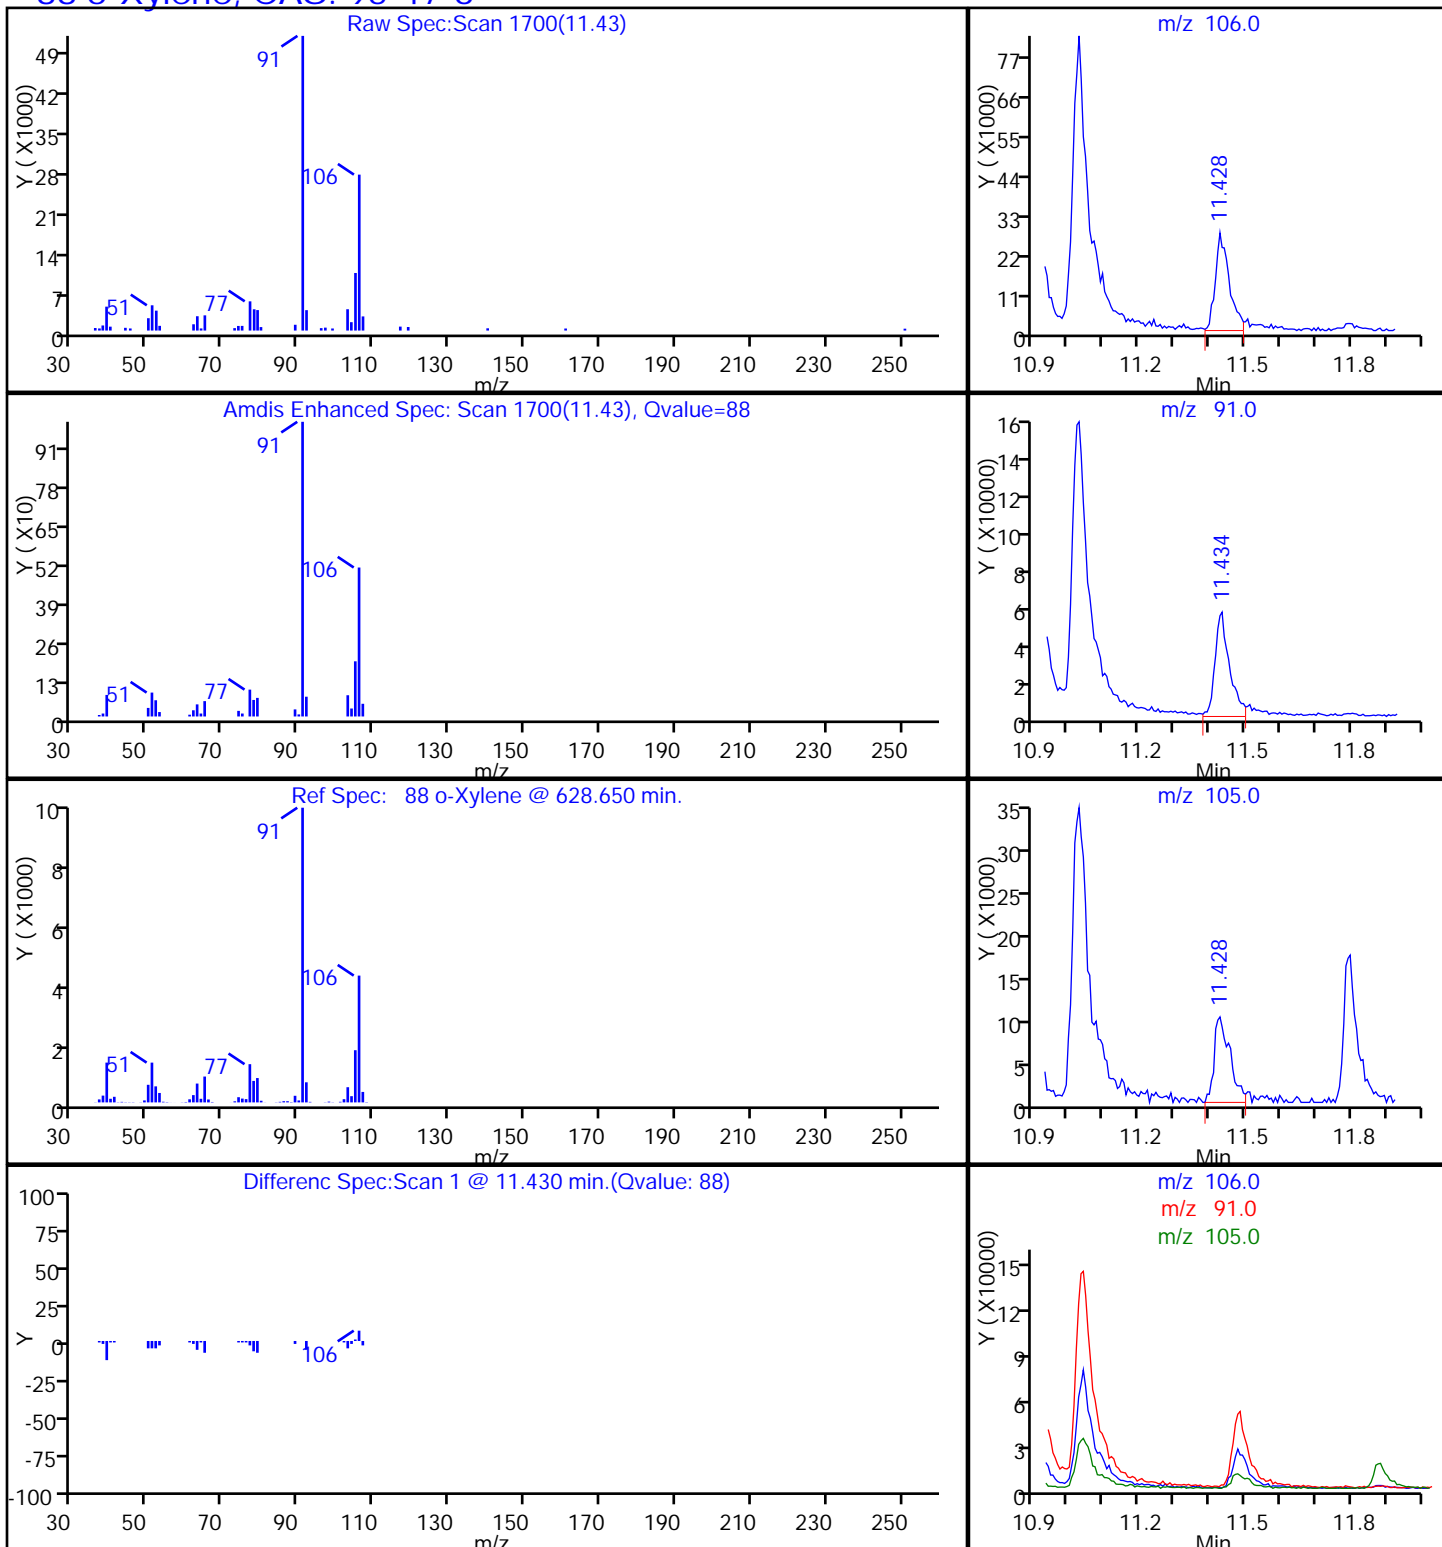 88 o-Xylene, CAS: 95-47-6
Raw Spec:Scan 1700(11.43)
Y ( X1000)
49
42
35
28
21
14
7
0
91
106
51
77
30 50 70 90 110 130 150 170 190 210 230 250
m/z
m/z 106.0
Y ( X1000)
77
66
55
44
33
22
11
0
11.428
10.9 11.2 11.5 11.8
Min
Amdis Enhanced Spec: Scan 1700(11.43), Qvalue=88
Y ( X10)
91
78
65
52
39
26
13
0
91
106
51
77
30 50 70 90 110 130 150 170 190 210 230 250
m/z
m/z 91.0
Y ( X10000)
16
14
12
10
8
6
4
2
0
11.434
10.9 11.2 11.5 11.8
Min
Ref Spec: 88 o-Xylene @ 628.650 min.
Y ( X1000)
10
8
6
4
2
0
91
106
51
77
30 50 70 90 110 130 150 170 190 210 230 250
m/z
m/z 105.0
Y ( X1000)
35
30
25
20
15
10
5
0
11.428
10.9 11.2 11.5 11.8
Min
Differenc Spec:Scan 1 @ 11.430 min.(Qvalue: 88)
Y
100
75
50
25
0
-25
-50
-75
-100
106
30 50 70 90 110 130 150 170 190 210 230 250
m/z
m/z 106.0
m/z 91.0
m/z 105.0
Y ( X10000)
15
12
9
6
3
0
10.9 11.2 11.5 11.8
Min